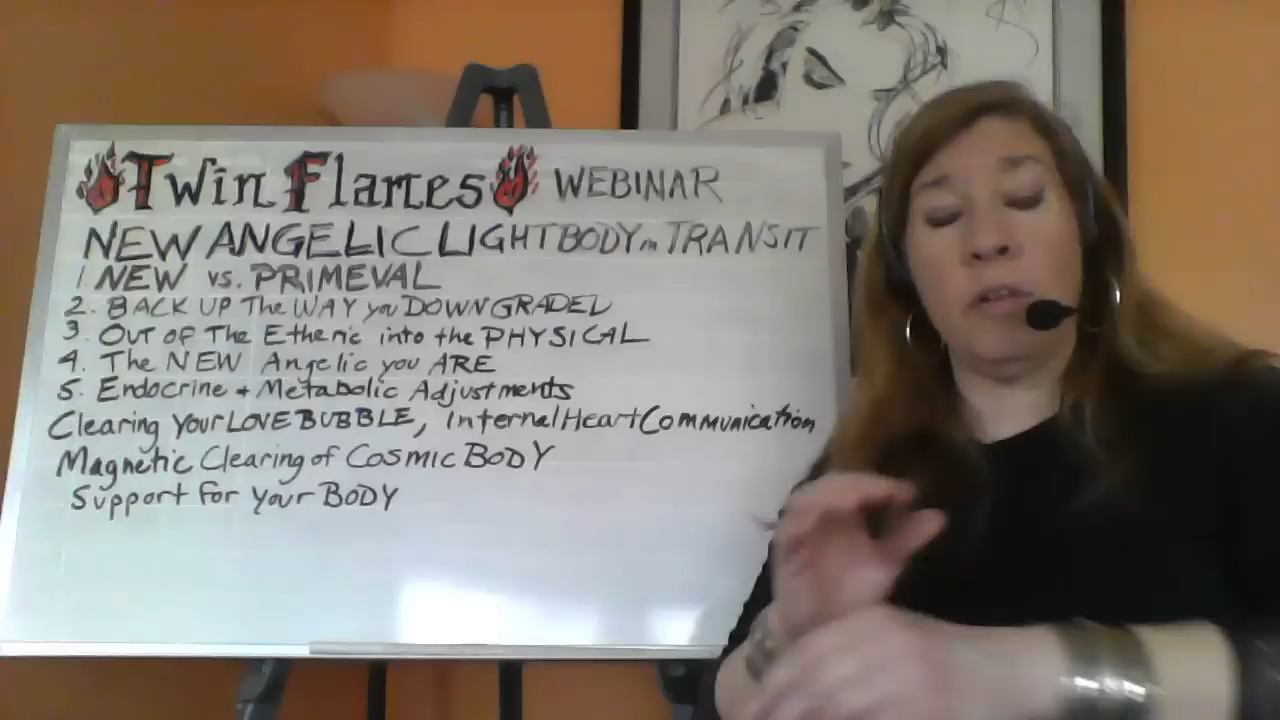 Twin Flames WEBINAR
NEW ANGELIC LIGHTBODY in TRANSIT
1 NEW vs. PRIMEVAL
2. BACK UP The WAY you DOWNGRADED
3. OUT OF The Etheric into the PHYSICAL
4. The NEW Angelic you ARE
5. Endocrine + Metabolic Adjustments
Clearing Your LOVE BUBBLE, Internal Heart Communication
Magnetic Clearing of COSMIC BODY
Support for your BODY